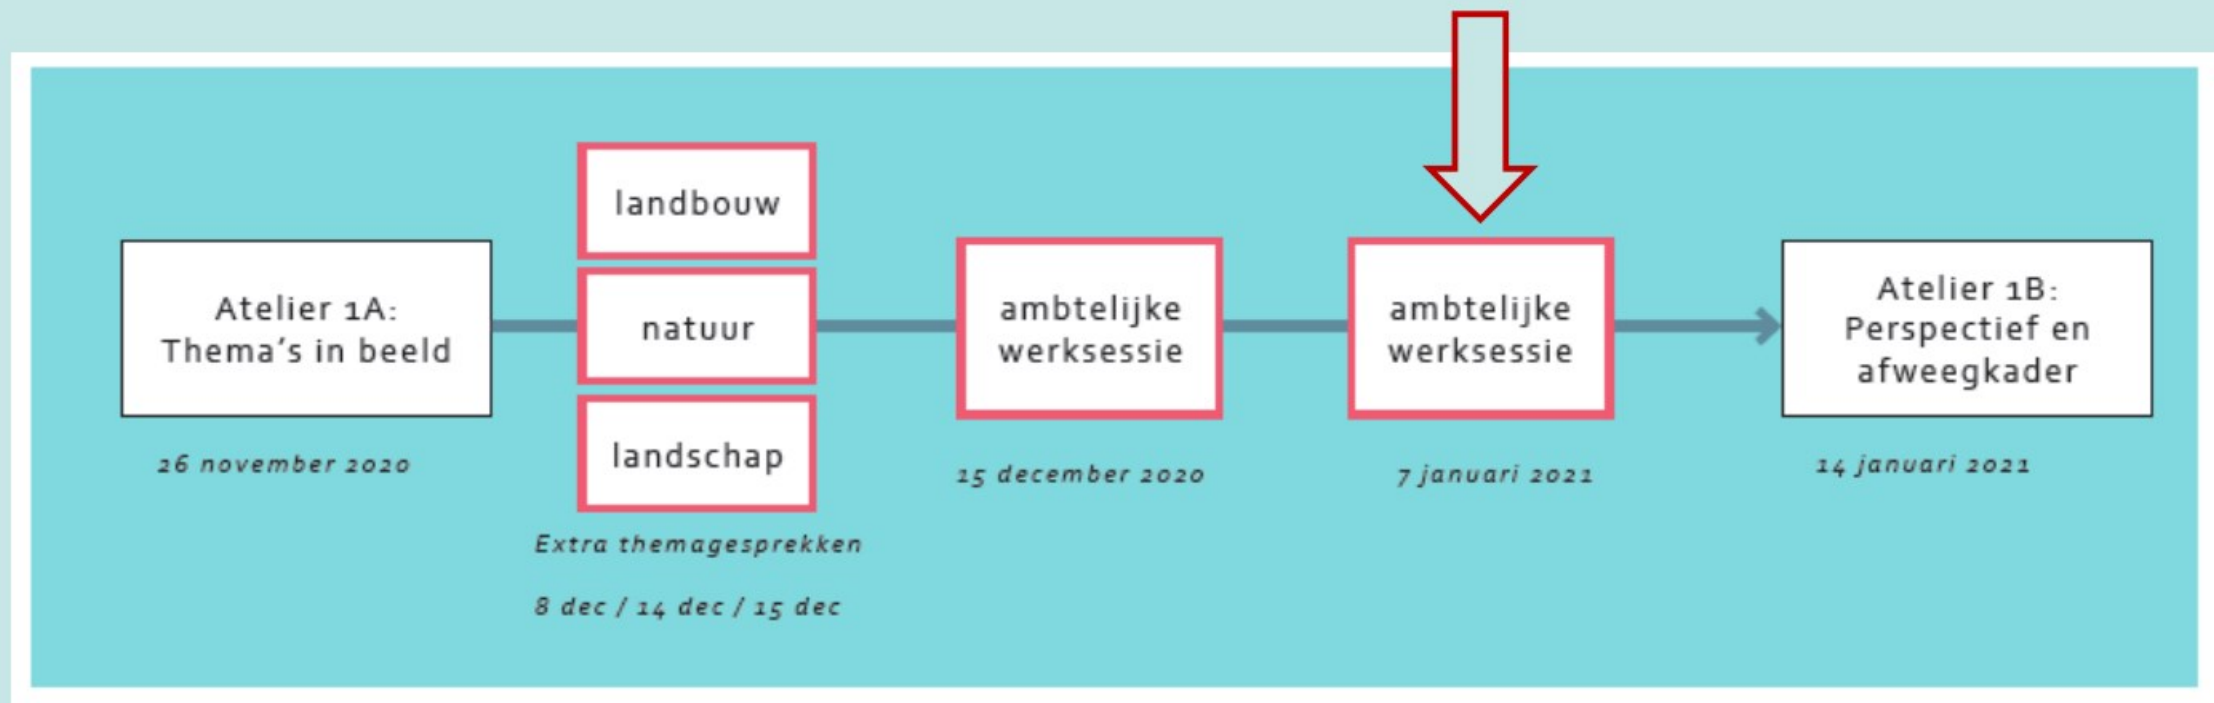 Atelier 1A:
Thema's in beeld
26 november 2020
landbouw
natuur
landschap
Extra themagesprekken
8 dec / 14 dec / 15 dec
ambtelijke
werksessie
15 december 2020
ambtelijke
werksessie
7 januari 2021
Atelier 1B:
Perspectief en
afweegkader
14 januari 2021